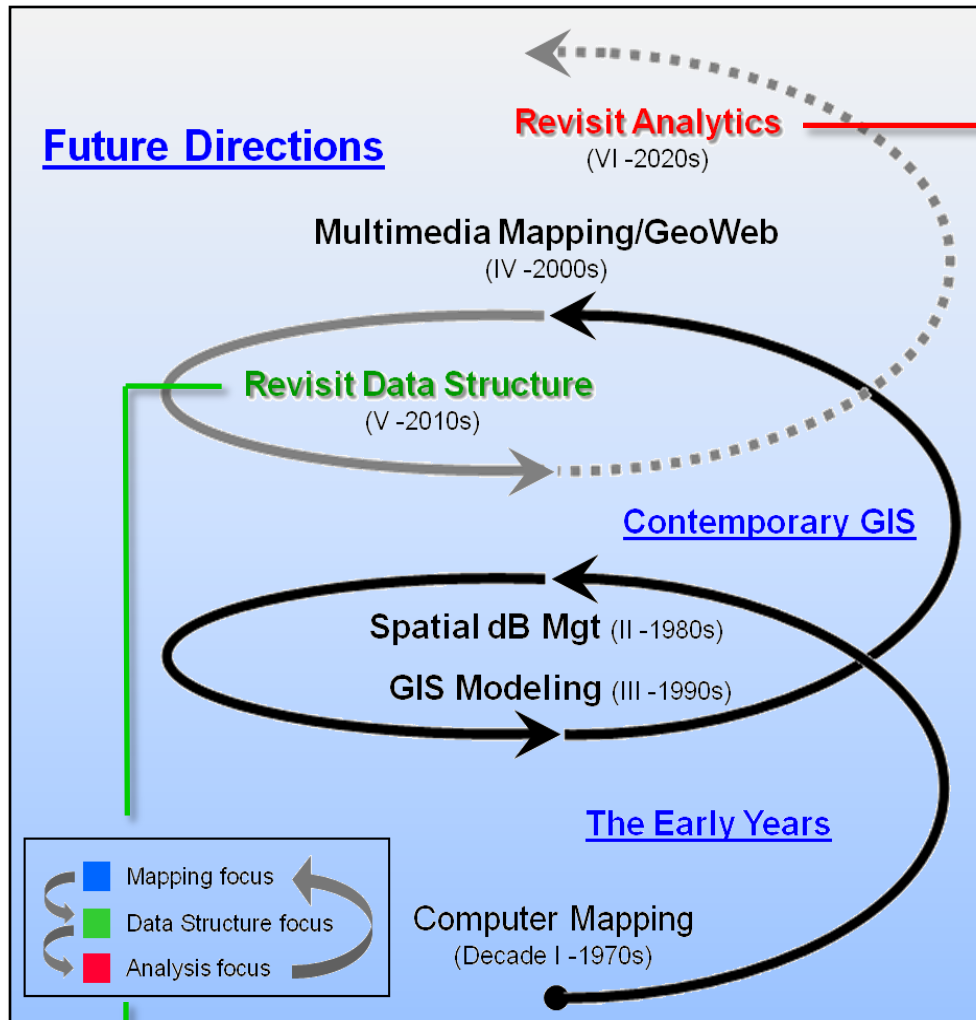 Revisit Analytics
(VI -2020s)
Future Directions
Multimedia Mapping/GeoWeb
(IV -2000s)
Revisit Data Structure
(V -2010s)
Contemporary GIS
Spatial dB Mgt (II -1980s)
GIS Modeling (III -1990s)
The Early Years
Computer Mapping
(Decade I -1970s)
Mapping focus
Data Structure focus
Analysis focus